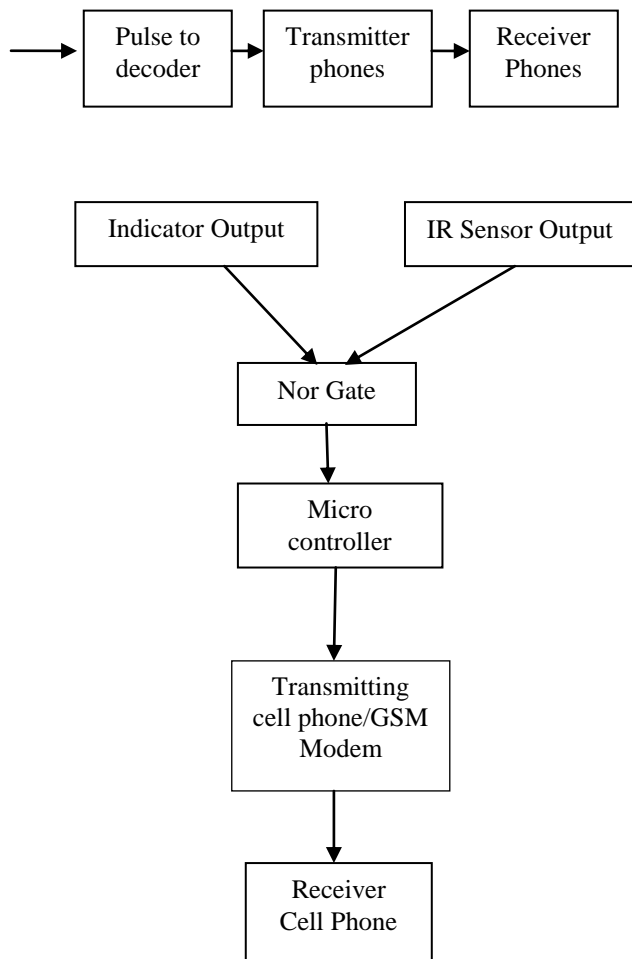 Pulse to
decoder
Transmitter
phones
Receiver
Phones
Indicator Output
IR Sensor Output
Nor Gate
Micro
controller
Transmitting
cell phone/GSM
Modem
Receiver
Cell Phone